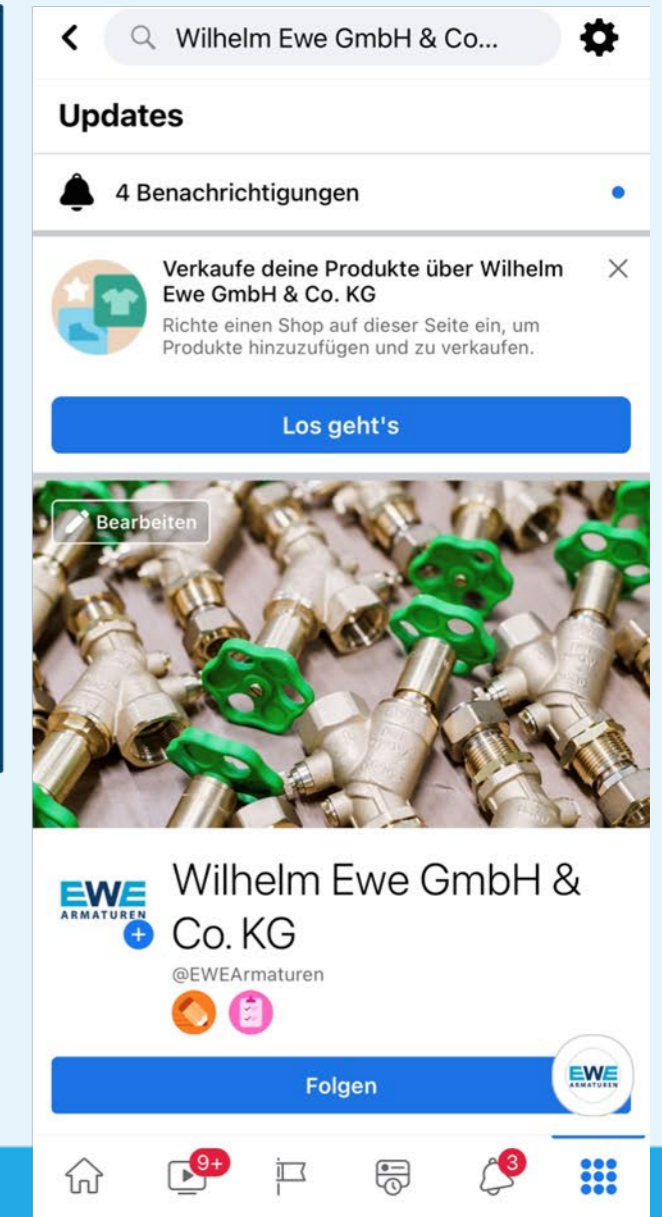 Wilhelm Ewe GmbH & Co...
Updates
4 Benachrichtigungen
Verkaufe deine Produkte über Wilhelm
Ewe GmbH & Co. KG
Richte einen Shop auf dieser Seite ein, um
Produkte hinzuzufügen und zu verkaufen.
Los geht's
Bearbeiten
EWE
ARMATUREN
Wilhelm Ewe GmbH &
Co. KG
@EWEArmaturen
Folgen
EWE
ARMATUREN
9+
3